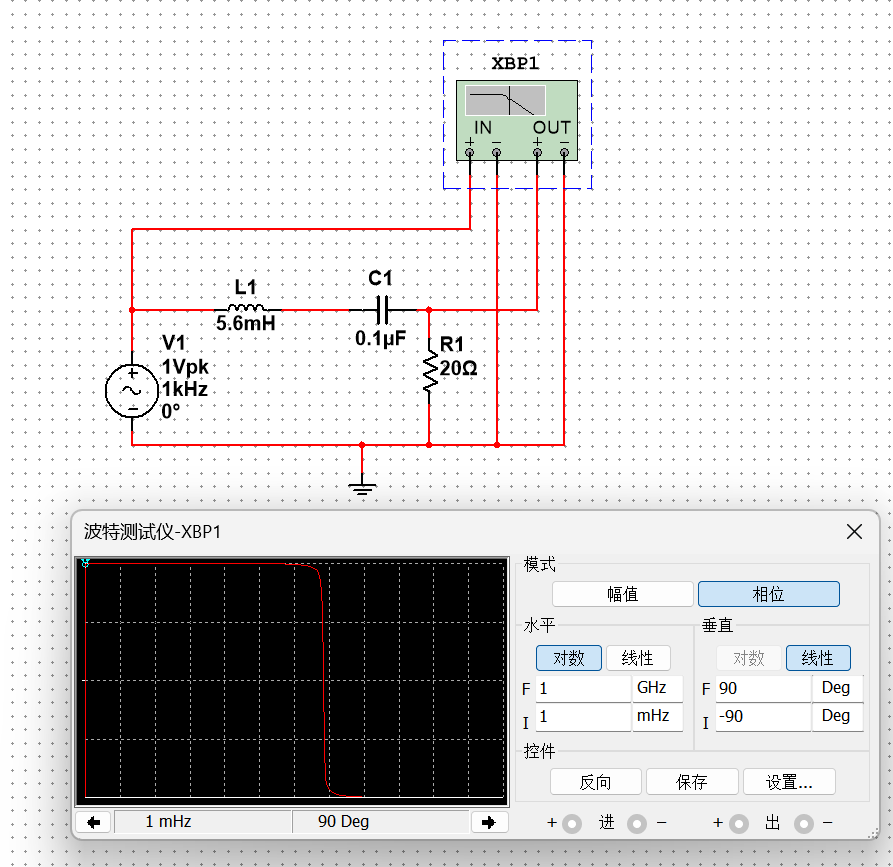 XBP1
IN OUT
+ − + −
L1
5.6mH
C1
0.1µF
V1
1Vpk
1kHz
0°
+
−
R1
20Ω
波特测试仪-XBP1
模式
幅值 相位
水平 垂直
对数 线性 对数 线性
F 1 GHz F 90 Deg
I 1 mHz I -90 Deg
控件
反向 保存 设置...
1 mHz 90 Deg
+ 进 − + 出 −